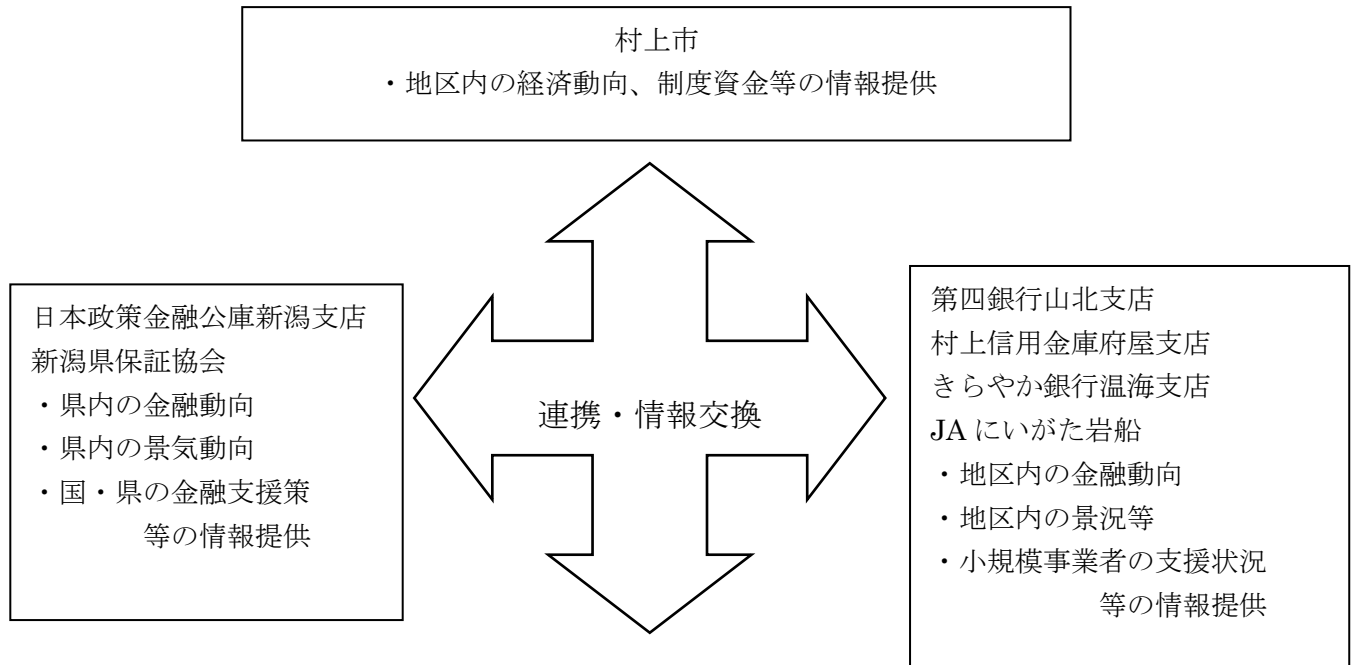 村上市
・地区内の経済動向、制度資金等の情報提供
日本政策金融公庫新潟支店
新潟県保証協会
・県内の金融動向
・県内の景気動向
・国・県の金融支援策
等の情報提供
連携・情報交換
第四銀行山北支店
村上信用金庫府屋支店
きらやか銀行温海支店
JAにいがた岩船
・地区内の金融動向
・地区内の景況等
・小規模事業者の支援状況
等の情報提供